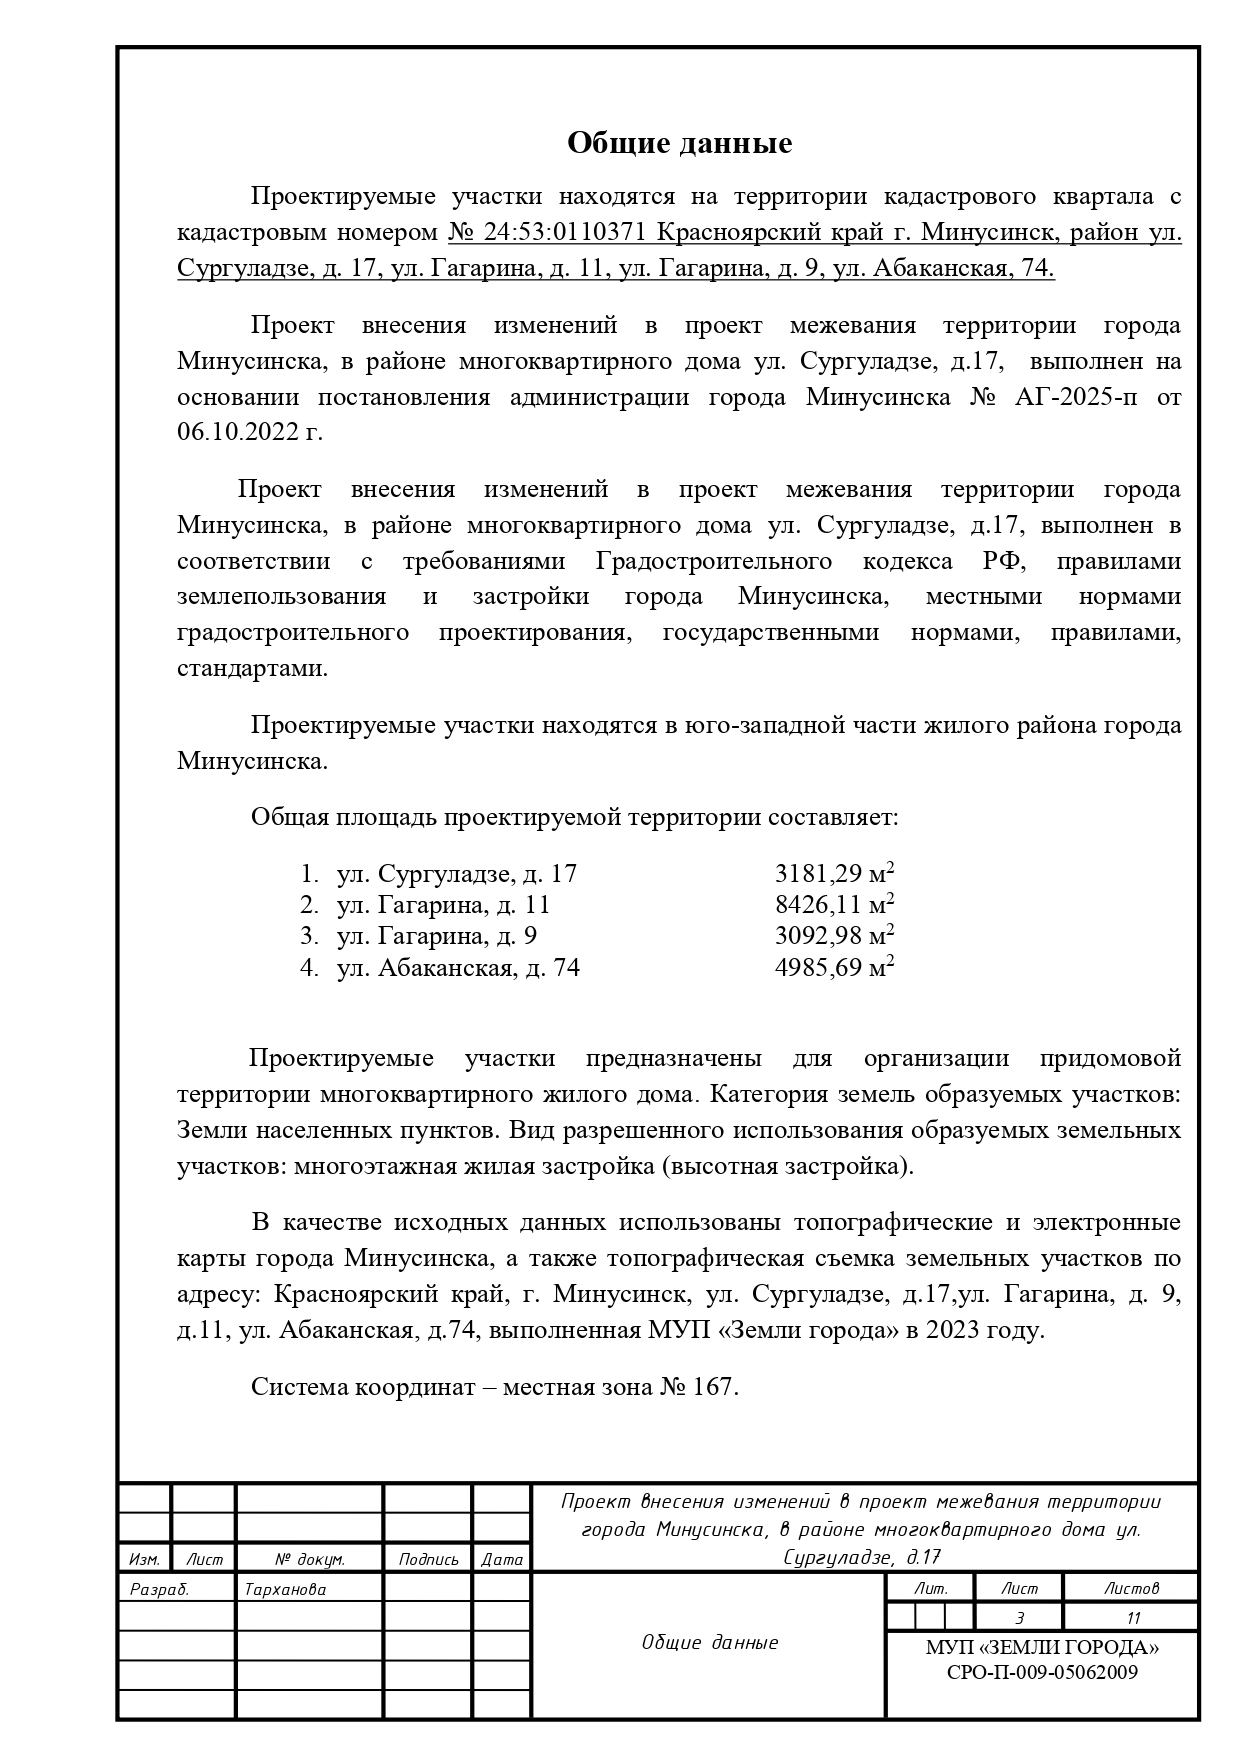 Общие данные
Проектируемые участки находятся на территории кадастрового квартала с
кадастровым номером № 24:53:0110371 Красноярский край г. Минусинск, район ул.
Сургуладзе, д. 17, ул. Гагарина, д. 11, ул. Гагарина, д. 9, ул. Абаканская, 74.
Проект внесения изменений в проект межевания территории города
Минусинска, в районе многоквартирного дома ул. Сургуладзе, д.17, выполнен на
основании постановления администрации города Минусинска № АГ-2025-п от
06.10.2022 г.
Проект внесения изменений в проект межевания территории города
Минусинска, в районе многоквартирного дома ул. Сургуладзе, д.17, выполнен в
соответствии с требованиями Градостроительного кодекса РФ, правилами
землепользования и застройки города Минусинска, местными нормами
градостроительного проектирования, государственными нормами, правилами,
стандартами.
Проектируемые участки находятся в юго-западной части жилого района города
Минусинска.
Общая площадь проектируемой территории составляет:
1. ул. Сургуладзе, д. 17 3181,29 м²
2. ул. Гагарина, д. 11 8426,11 м²
3. ул. Гагарина, д. 9 3092,98 м²
4. ул. Абаканская, д. 74 4985,69 м²
Проектируемые участки предназначены для организации придомовой
территории многоквартирного жилого дома. Категория земель образуемых участков:
Земли населенных пунктов. Вид разрешенного использования образуемых земельных
участков: многоэтажная жилая застройка (высотная застройка).
В качестве исходных данных использованы топографические и электронные
карты города Минусинска, а также топографическая съемка земельных участков по
адресу: Красноярский край, г. Минусинск, ул. Сургуладзе, д.17,ул. Гагарина, д. 9,
д.11, ул. Абаканская, д.74, выполненная МУП «Земли города» в 2023 году.
Система координат – местная зона № 167.
Проект внесения изменений в проект межевания территории
города Минусинска, в районе многоквартирного дома ул.
Сургуладзе, д.17
Изм. Лист № докум. Подпись Дата
Разраб. Тарханова
Общие данные
Лит. Лист Листов
3 11
МУП «ЗЕМЛИ ГОРОДА»
СРО-П-009-05062009